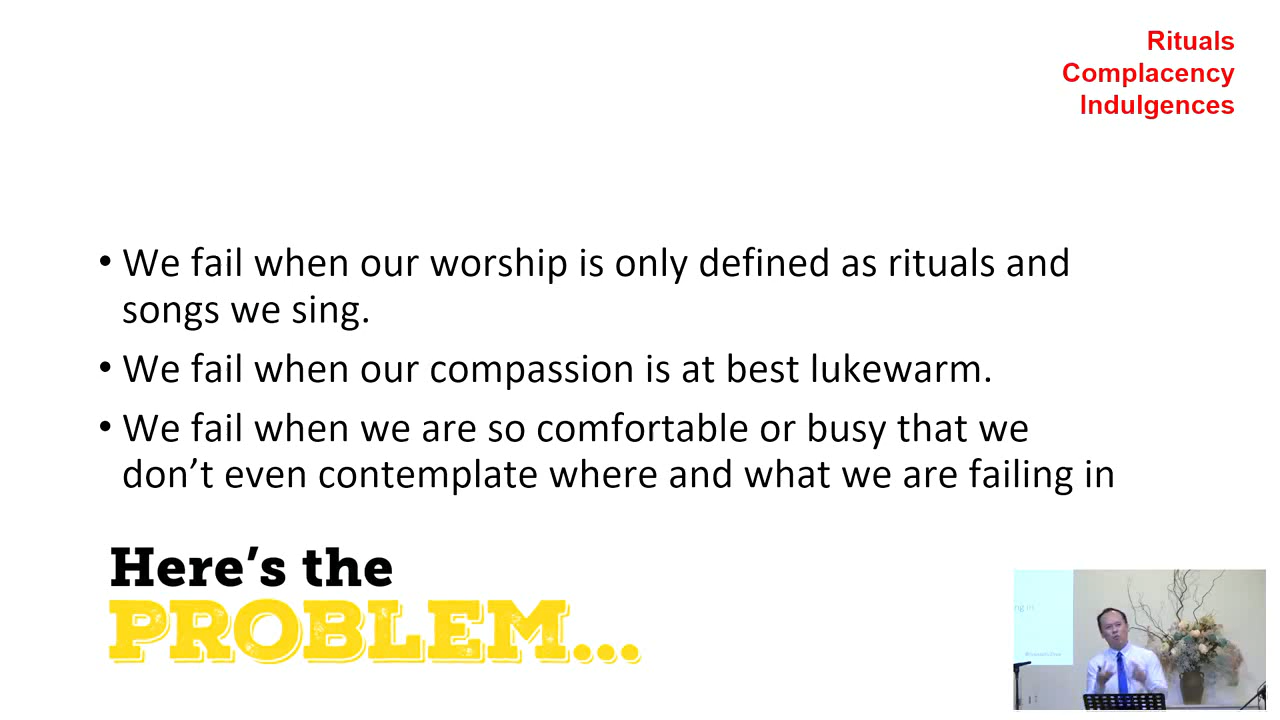 Rituals
Complacency
Indulgences
• We fail when our worship is only defined as rituals and
songs we sing.
• We fail when our compassion is at best lukewarm.
• We fail when we are so comfortable or busy that we
don’t even contemplate where and what we are failing in
Here’s the
PROBLEM...
ng in